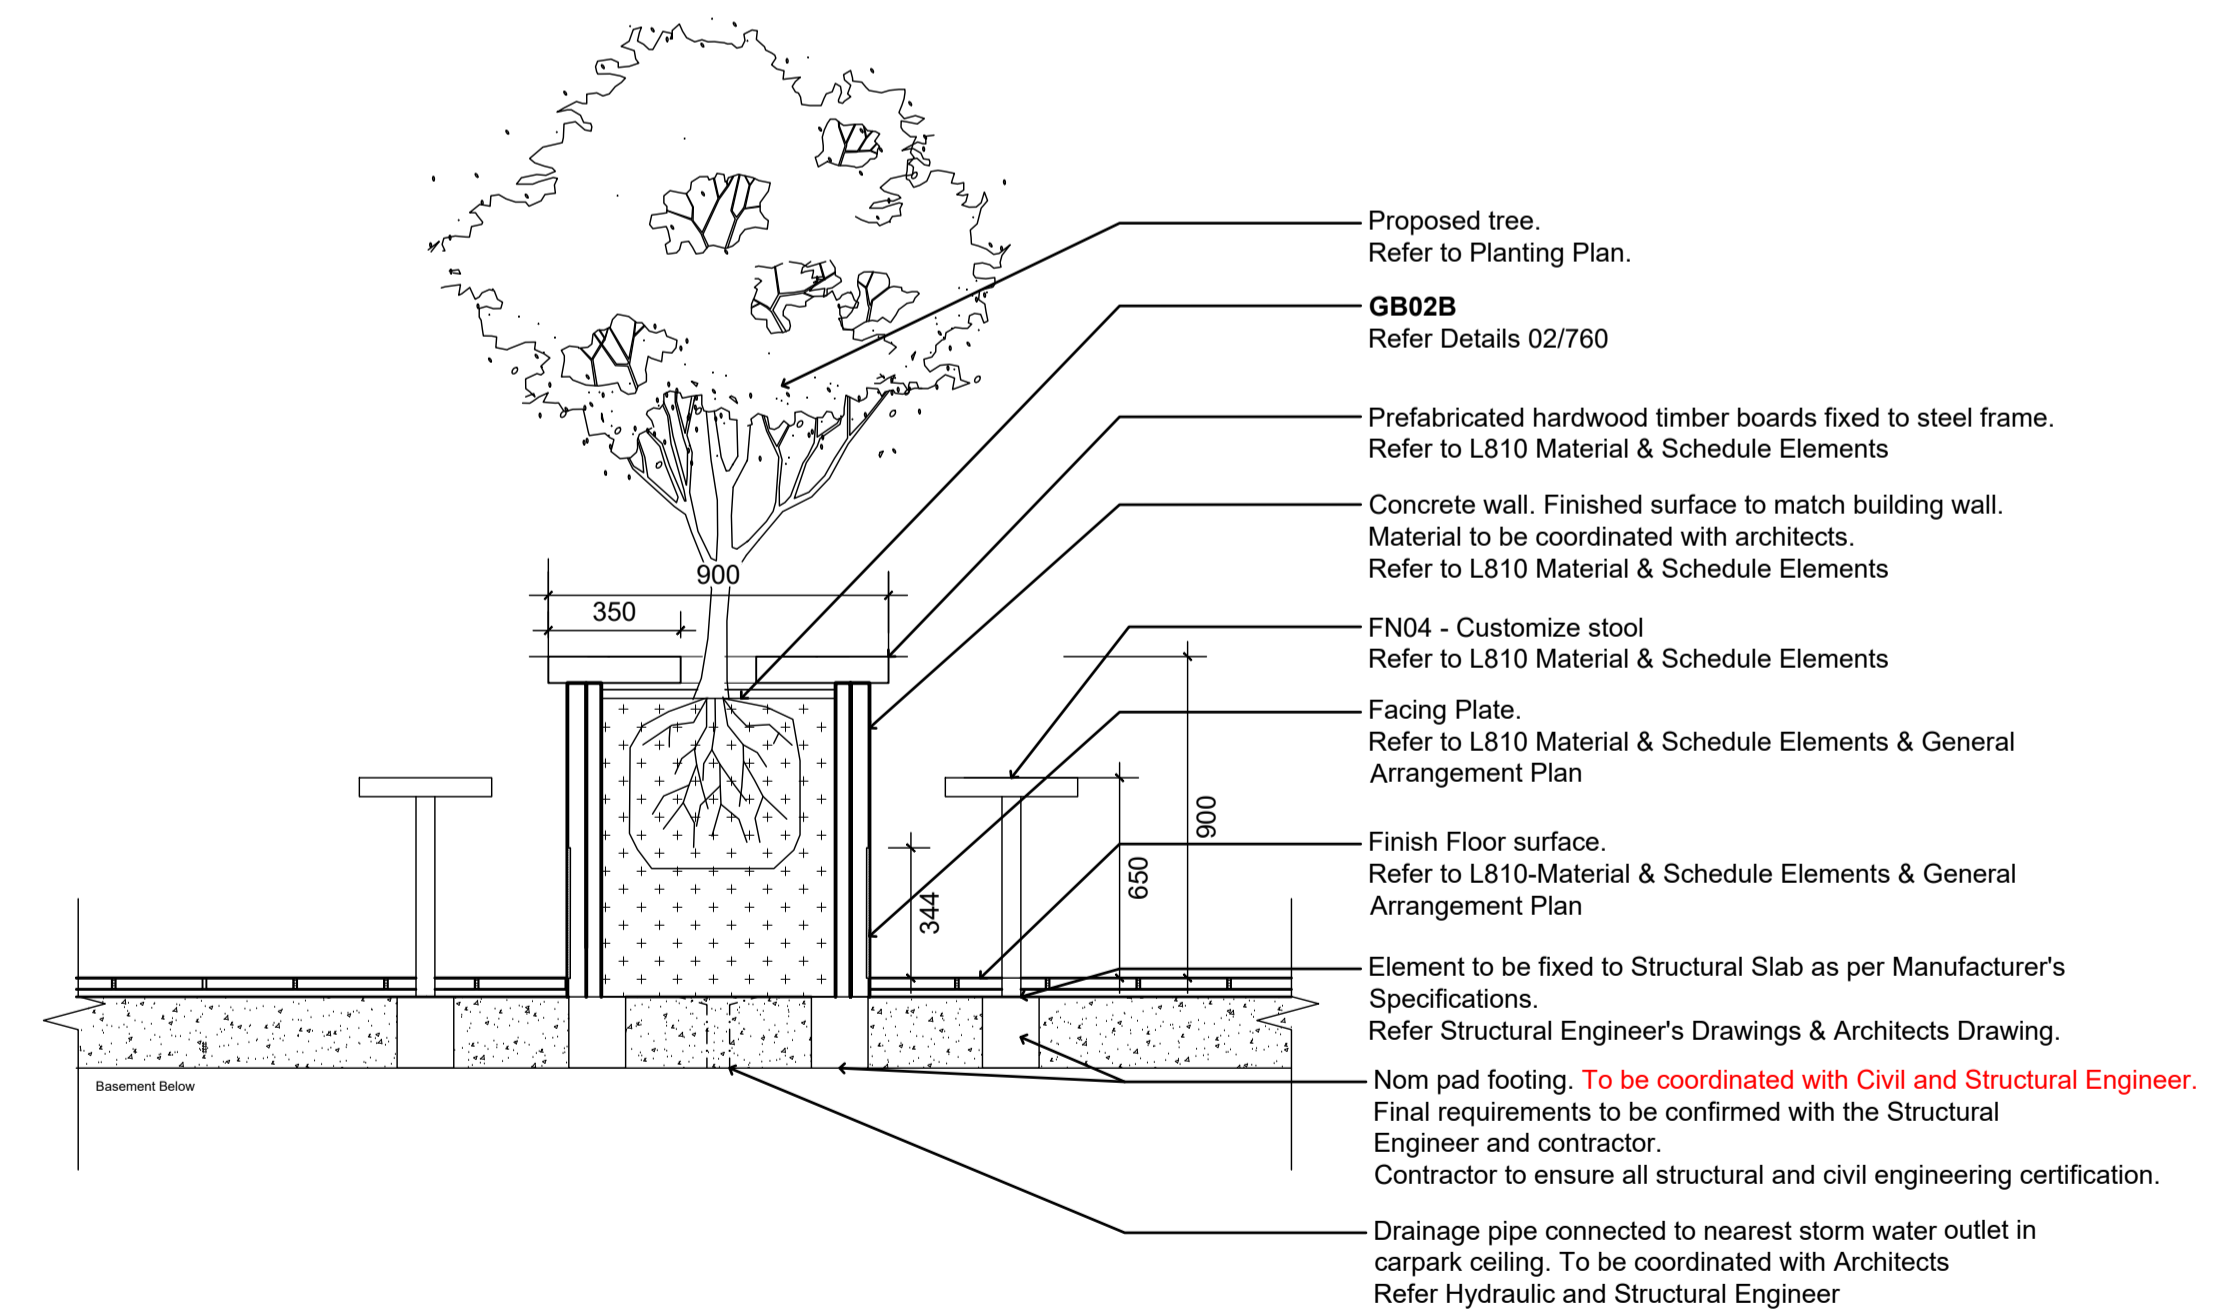 Proposed tree.
Refer to Planting Plan.
GB02B
Refer Details 02/760
Prefabricated hardwood timber boards fixed to steel frame.
Refer to L810 Material & Schedule Elements
Concrete wall. Finished surface to match building wall.
Material to be coordinated with architects.
Refer to L810 Material & Schedule Elements
900
350
FN04 - Customize stool
Refer to L810 Material & Schedule Elements
Facing Plate.
Refer to L810 Material & Schedule Elements & General
Arrangement Plan
900
650
344
Finish Floor surface.
Refer to L810-Material & Schedule Elements & General
Arrangement Plan
Element to be fixed to Structural Slab as per Manufacturer's
Specifications.
Refer Structural Engineer's Drawings & Architects Drawing.
Basement Below
Nom pad footing. To be coordinated with Civil and Structural Engineer.
Final requirements to be confirmed with the Structural
Engineer and contractor.
Contractor to ensure all structural and civil engineering certification.
Drainage pipe connected to nearest storm water outlet in
carpark ceiling. To be coordinated with Architects
Refer Hydraulic and Structural Engineer